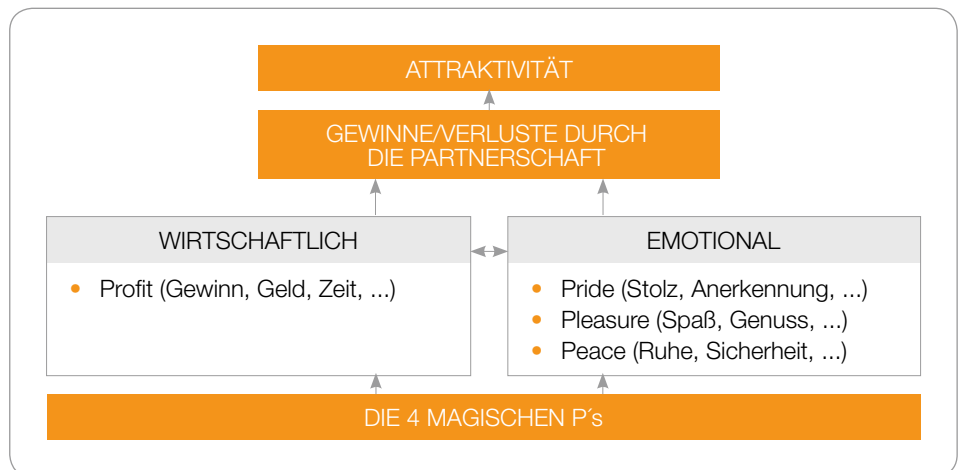 ATTRAKTIVITÄT
GEWINNE/VERLUSTE DURCH
DIE PARTNERSCHAFT
WIRTSCHAFTLICH
• Profit (Gewinn, Geld, Zeit, ...)
EMOTIONAL
• Pride (Stolz, Anerkennung, ...)
• Pleasure (Spaß, Genuss, ...)
• Peace (Ruhe, Sicherheit, ...)
DIE 4 MAGISCHEN P´s